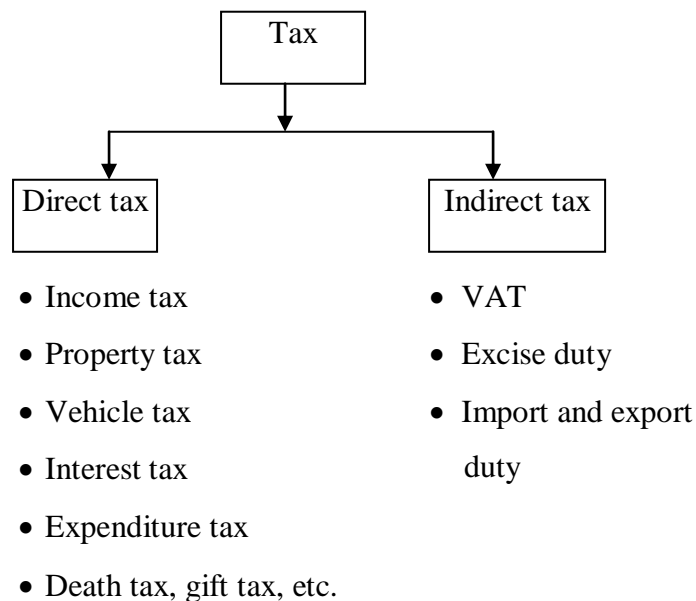 Tax
Direct tax
Indirect tax
• Income tax
• Property tax
• Vehicle tax
• Interest tax
• Expenditure tax
• Death tax, gift tax, etc.
• VAT
• Excise duty
• Import and export
duty